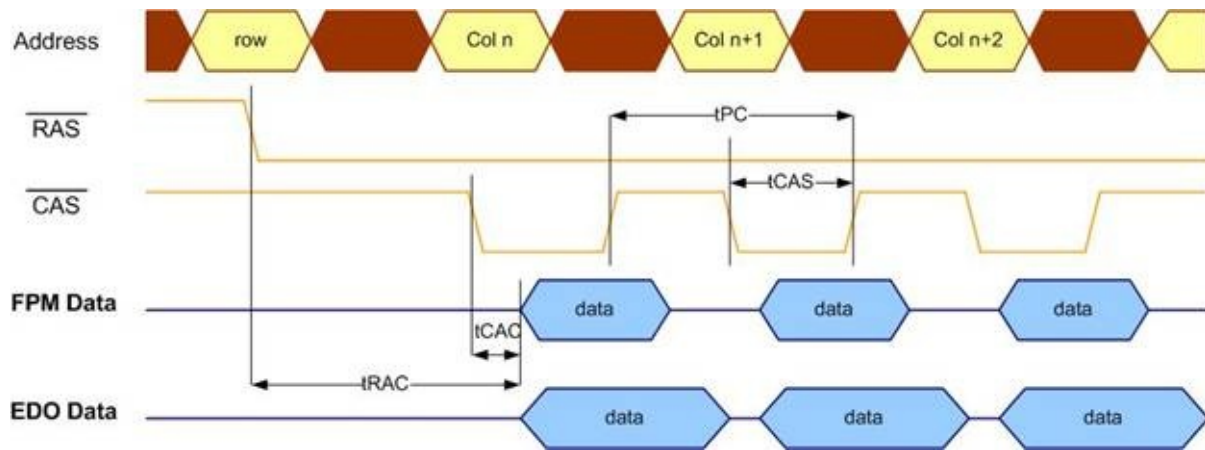 Address row Col n Col n+1 Col n+2
tPC
RAS
tCAS
CAS
FPM Data data data data
tCAC
tRAC
EDO Data data data data